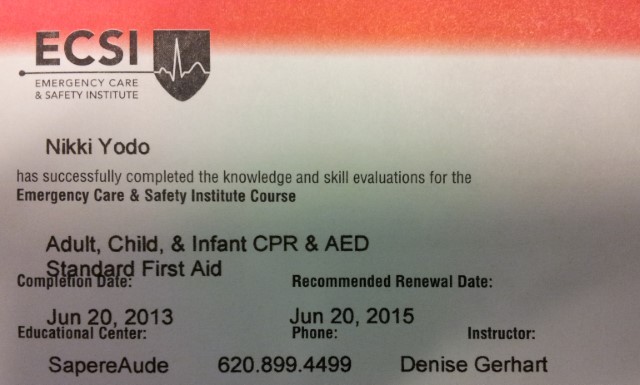 ECSI
EMERGENCY CARE
& SAFETY INSTITUTE
Nikki Yodo
has successfully completed the knowledge and skill evaluations for the
Emergency Care & Safety Institute Course
Adult, Child, & Infant CPR & AED
Standard First Aid
Completion Date: Recommended Renewal Date:
Jun 20, 2013 Jun 20, 2015
Educational Center: Phone: Instructor:
SapereAude 620.899.4499 Denise Gerhart